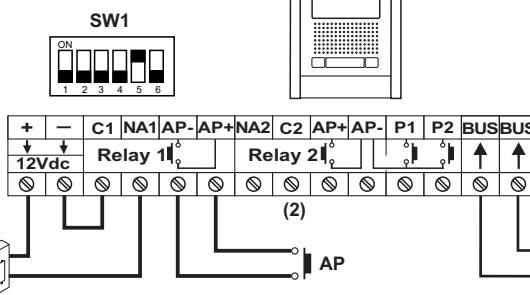 SW1
ON
1 2 3 4 5 6
+ — C1 NA1 AP- AP+ NA2 C2 AP+ AP- P1 P2 BUS BUS
12Vdc Relay 1 Relay 2
(2)
AP